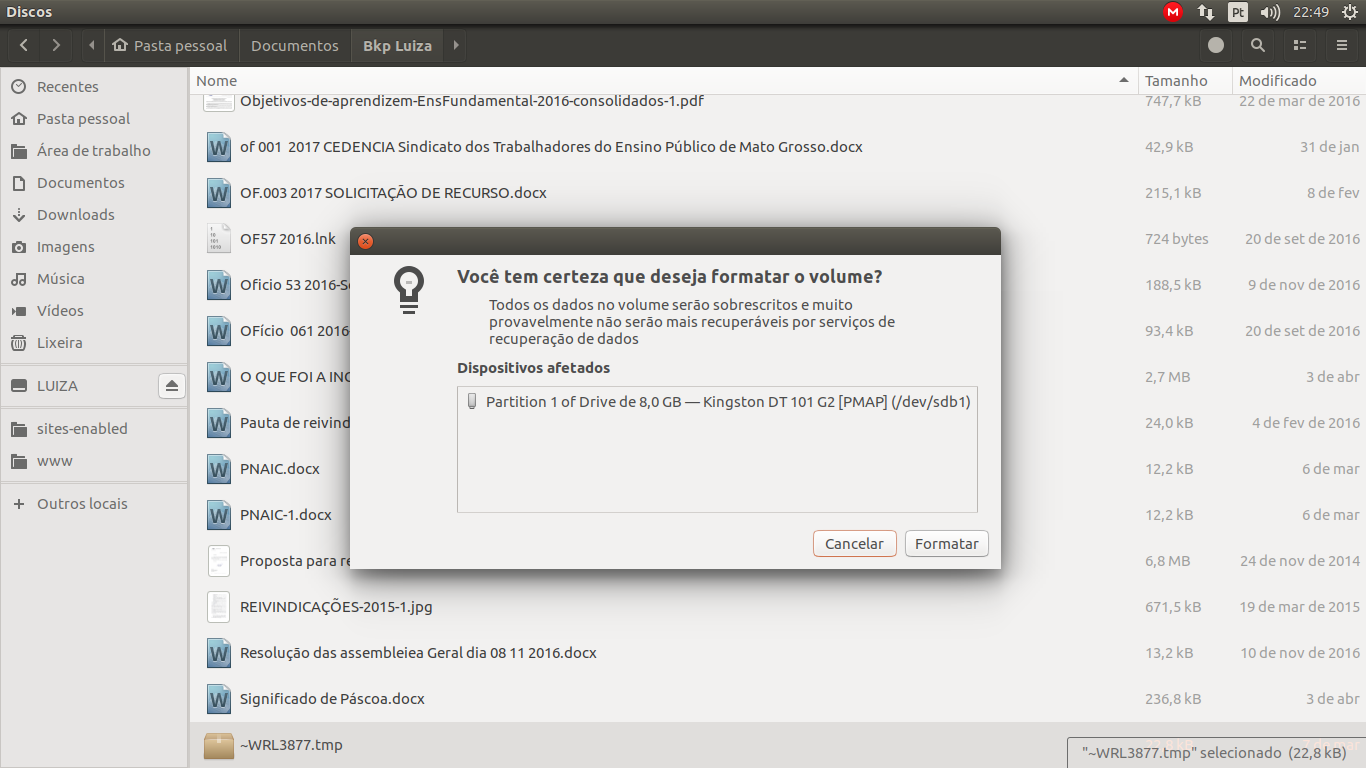 Discos
M
Pt
22:49
Pasta pessoal
Documentos
Bkp Luiza
Recentes
Pasta pessoal
Área de trabalho
Documentos
Downloads
Imagens
Música
Vídeos
Lixeira
LUIZA
sites-enabled
www
Outros locais
Nome Tamanho Modificado
Objetivos-de-aprendizem-EnsFundamental-2016-consolidados-1.pdf 747,7 kB 22 de mar de 2016
of 001 2017 CEDENCIA Sindicato dos Trabalhadores do Ensino Público de Mato Grosso.docx 42,9 kB 31 de jan
OF.003 2017 SOLICITAÇÃO DE RECURSO.docx 215,1 kB 8 de fev
OF57 2016.lnk 724 bytes 20 de set de 2016
Oficio 53 2016-S 188,5 kB 9 de nov de 2016
OFício 061 2016 93,4 kB 20 de set de 2016
O QUE FOI A IN 2,7 MB 3 de abr
Pauta de reivind 24,0 kB 4 de fev de 2016
PNAIC.docx 12,2 kB 6 de mar
PNAIC-1.docx 12,2 kB 6 de mar
Proposta para re 6,8 MB 24 de nov de 2014
REIVINDICAÇÕES-2015-1.jpg 671,5 kB 19 de mar de 2015
Resolução das assembleiea Geral dia 08 11 2016.docx 13,2 kB 10 de nov de 2016
Significado de Páscoa.docx 236,8 kB 3 de abr
~WRL3877.tmp
"~WRL3877.tmp" selecionado (22,8 kB)
Você tem certeza que deseja formatar o volume?
Todos os dados no volume serão sobrescritos e muito
provavelmente não serão mais recuperáveis por serviços de
recuperação de dados
Dispositivos afetados
Partition 1 of Drive de 8,0 GB — Kingston DT 101 G2 [PMAP] (/dev/sdb1)
Cancelar
Formatar